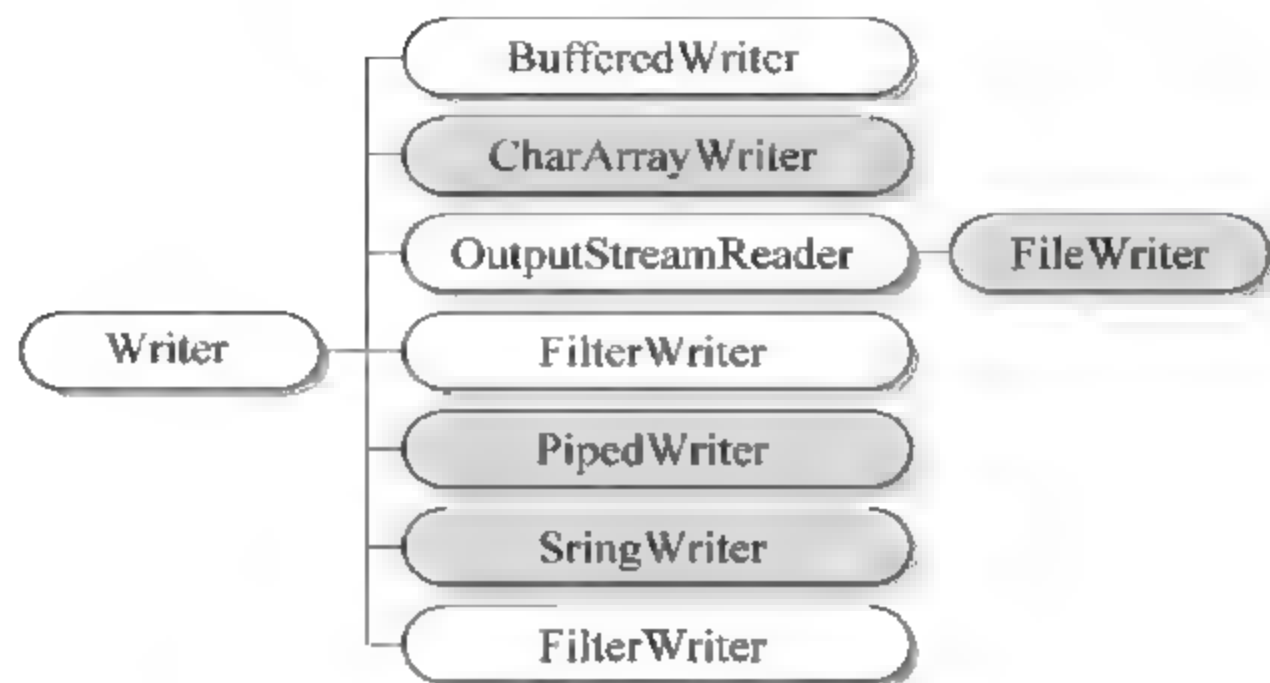 BufferedWriter
CharArrayWriter
OutputStreamReader
FileWriter
Writer
FilterWriter
PipedWriter
SringWriter
FilterWriter